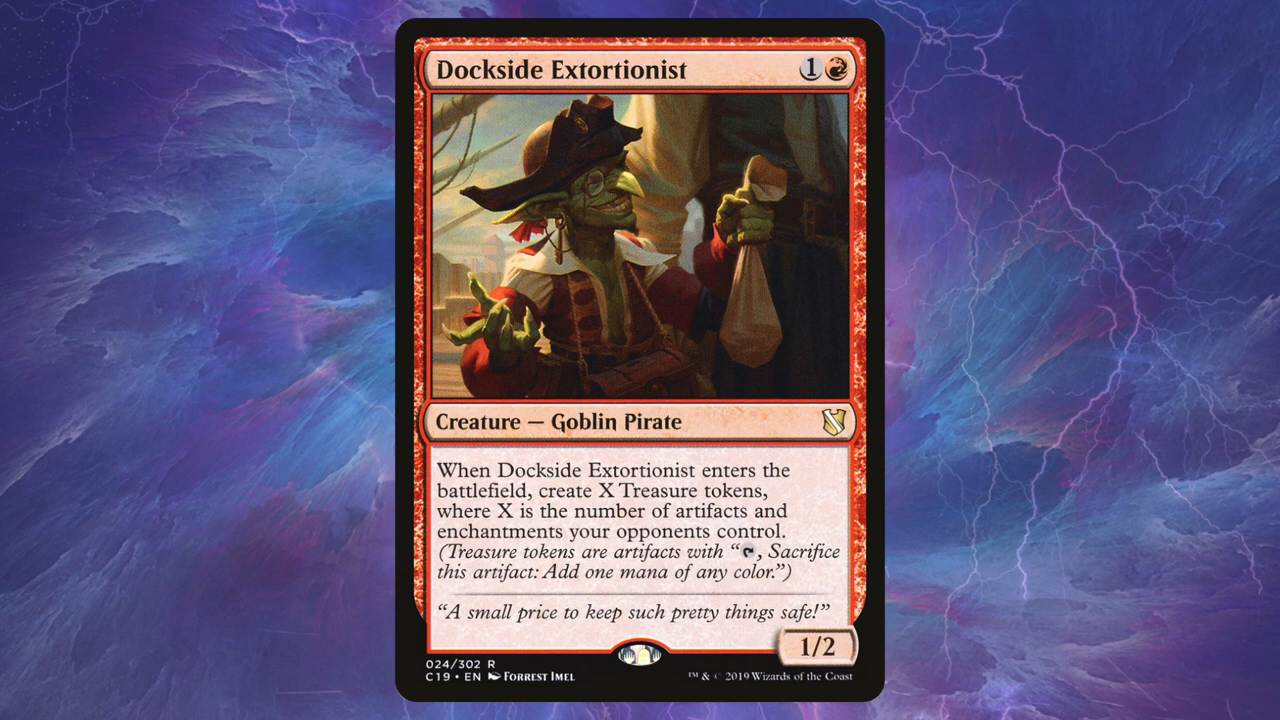 Dockside Extortionist 1
Creature — Goblin Pirate
When Dockside Extortionist enters the
battlefield, create X Treasure tokens,
where X is the number of artifacts and
enchantments your opponents control.
(Treasure tokens are artifacts with “, Sacrifice
this artifact: Add one mana of any color.”)
“A small price to keep such pretty things safe!”
1/2
024/302 R
C19 • EN FORREST IMEL
™ & © 2019 Wizards of the Coast